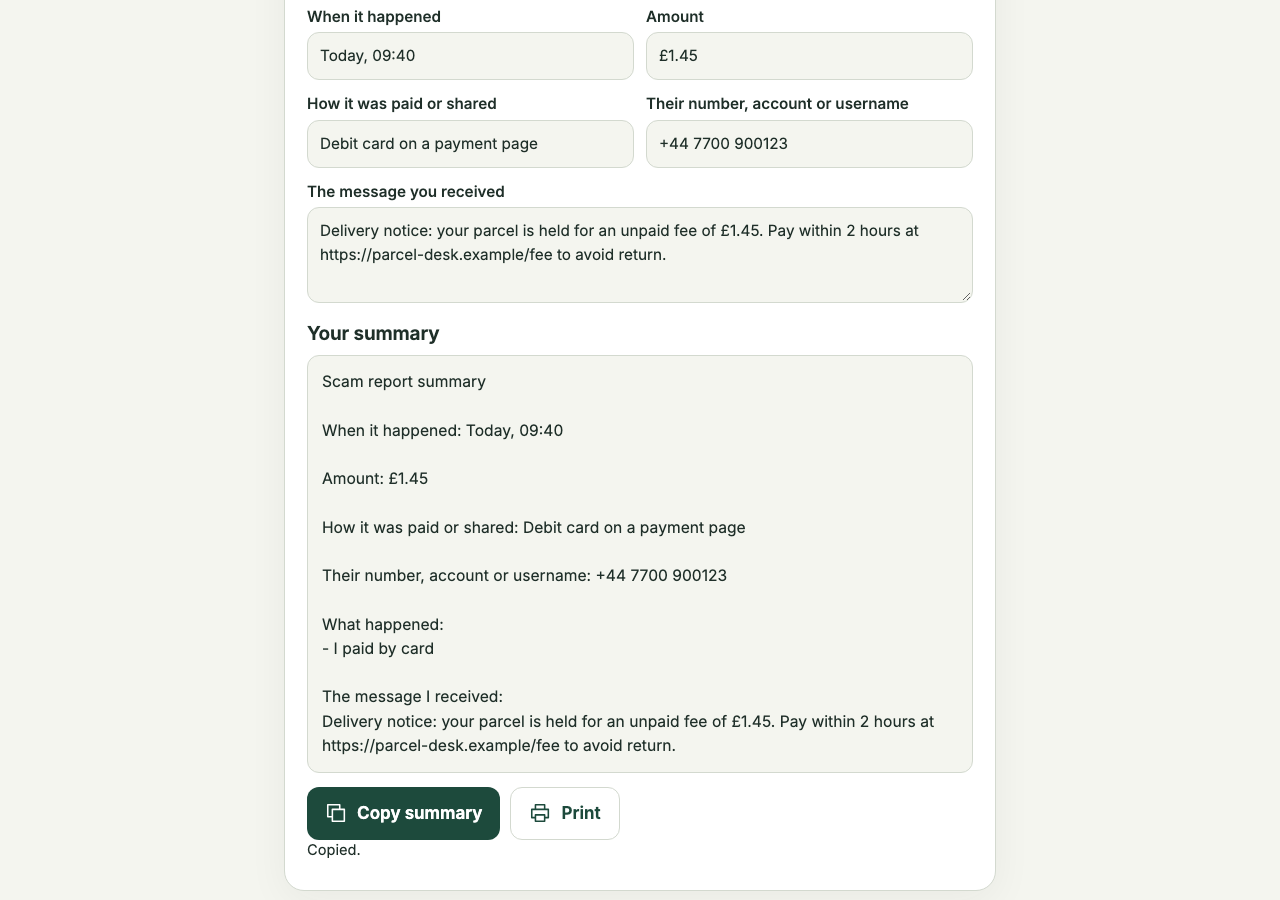 When it happened
Amount
Today, 09:40
£1.45
How it was paid or shared
Their number, account or username
Debit card on a payment page
+44 7700 900123
The message you received
Delivery notice: your parcel is held for an unpaid fee of £1.45. Pay within 2 hours at
https://parcel-desk.example/fee to avoid return.
Your summary
Scam report summary
When it happened: Today, 09:40
Amount: £1.45
How it was paid or shared: Debit card on a payment page
Their number, account or username: +44 7700 900123
What happened:
- I paid by card
The message I received:
Delivery notice: your parcel is held for an unpaid fee of £1.45. Pay within 2 hours at
https://parcel-desk.example/fee to avoid return.
Copy summary
Print
Copied.